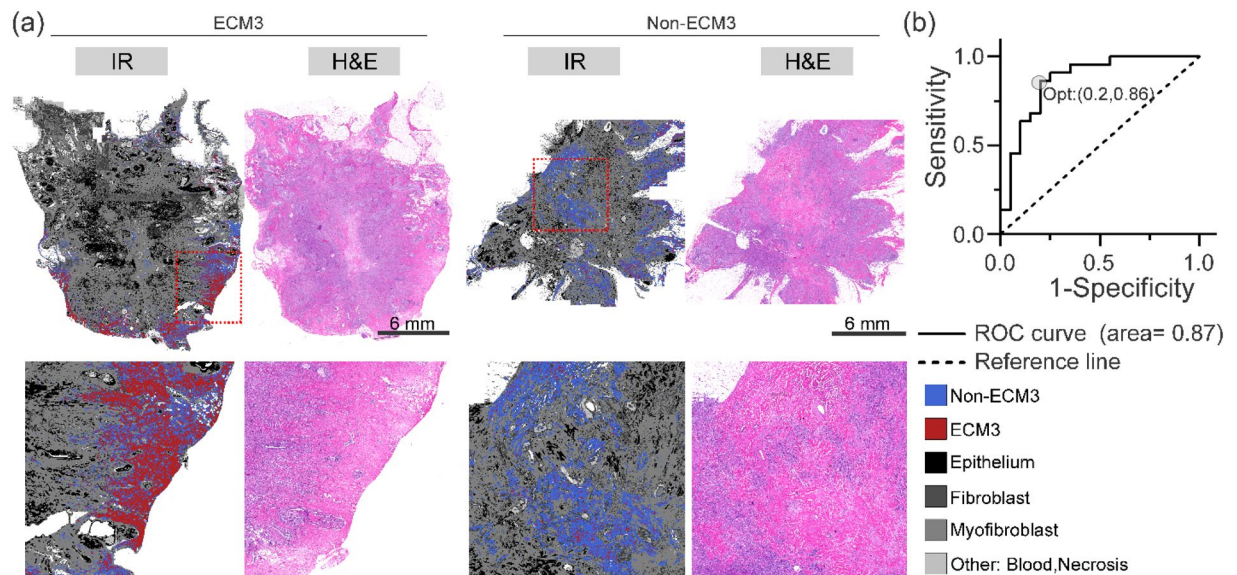 (a)
ECM3
Non-ECM3
IR
H&E
IR
H&E
6 mm
6 mm
(b)
Sensitivity
1.0
0.5
0.0
Opt:(0.2,0.86)
0.0
0.5
1.0
1-Specificity
ROC curve (area= 0.87)
Reference line
Non-ECM3
ECM3
Epithelium
Fibroblast
Myofibroblast
Other: Blood,Necrosis